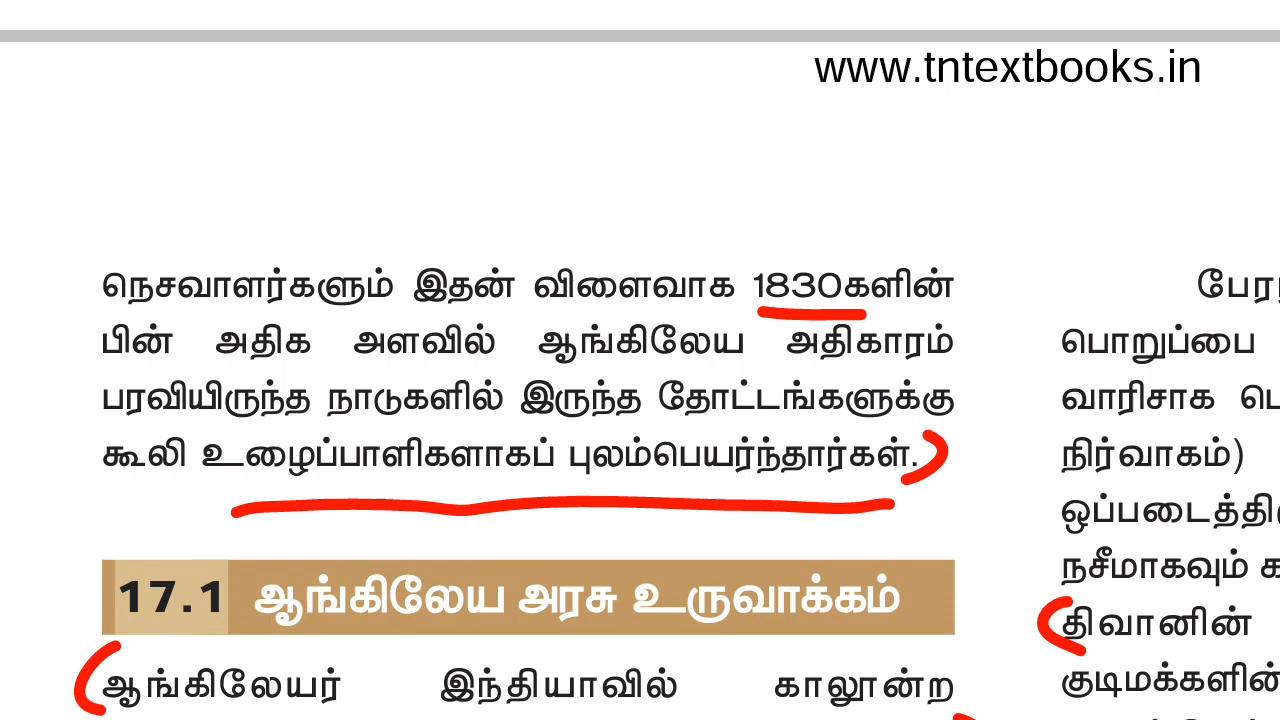 www.tntextbooks.in
நெசவாளர்களும் இதன் விளைவாக 1830களின்
பின் அதிக அளவில் ஆங்கிலேய அதிகாரம்
பரவியிருந்த நாடுகளில் இருந்த தோட்டங்களுக்கு
கூலி உழைப்பாளிகளாகப் புலம்பெயர்ந்தார்கள்.
17.1 ஆங்கிலேய அரசு உருவாக்கம்
ஆங்கிலேயர் இந்தியாவில் காலூன்ற
பொறுப்பை
வாரிசாக
நிர்வாகம்)
நசீமாகவும்
திவானின்